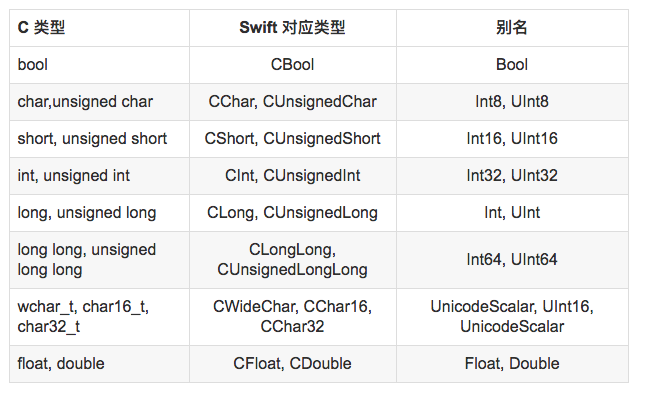 C 类型 Swift 对应类型 别名
bool CBool Bool
char,unsigned char CChar, CUnsignedChar Int8, UInt8
short, unsigned short CShort, CUnsignedShort Int16, UInt16
int, unsigned int CInt, CUnsignedInt Int32, UInt32
long, unsigned long CLong, CUnsignedLong Int, UInt
long long, unsigned
long long
CLongLong,
CUnsignedLongLong
Int64, UInt64
wchar_t, char16_t,
char32_t
CWideChar, CChar16,
CChar32
UnicodeScalar, UInt16,
UnicodeScalar
float, double CFloat, CDouble Float, Double